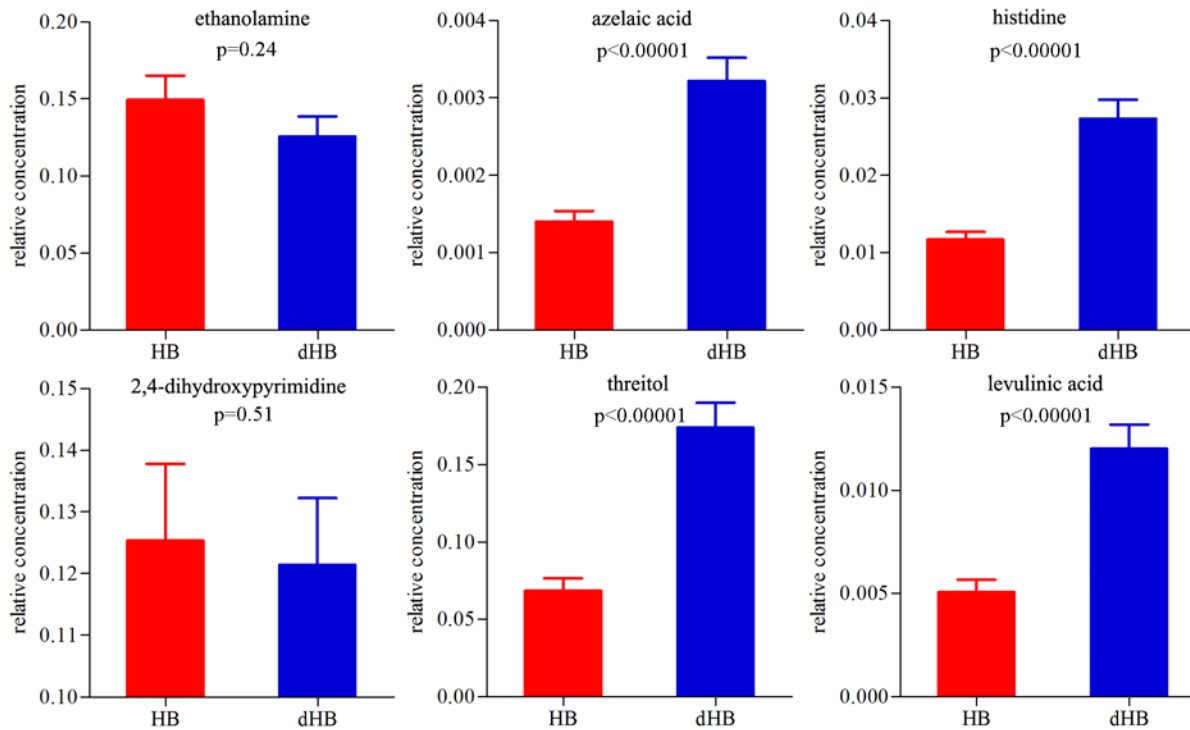 ethanolamine
p=0.24
relative concentration
0.20
0.15
0.10
0.05
0.00
HB dHB
azelaic acid
p<0.00001
relative concentration
0.004
0.003
0.002
0.001
0.000
HB dHB
histidine
p<0.00001
relative concentration
0.04
0.03
0.02
0.01
0.00
HB dHB
2,4-dihydroxypyrimidine
p=0.51
relative concentration
0.15
0.14
0.13
0.12
0.11
0.10
HB dHB
threitol
p<0.00001
relative concentration
0.20
0.15
0.10
0.05
0.00
HB dHB
levulinic acid
p<0.00001
relative concentration
0.015
0.010
0.005
0.000
HB dHB